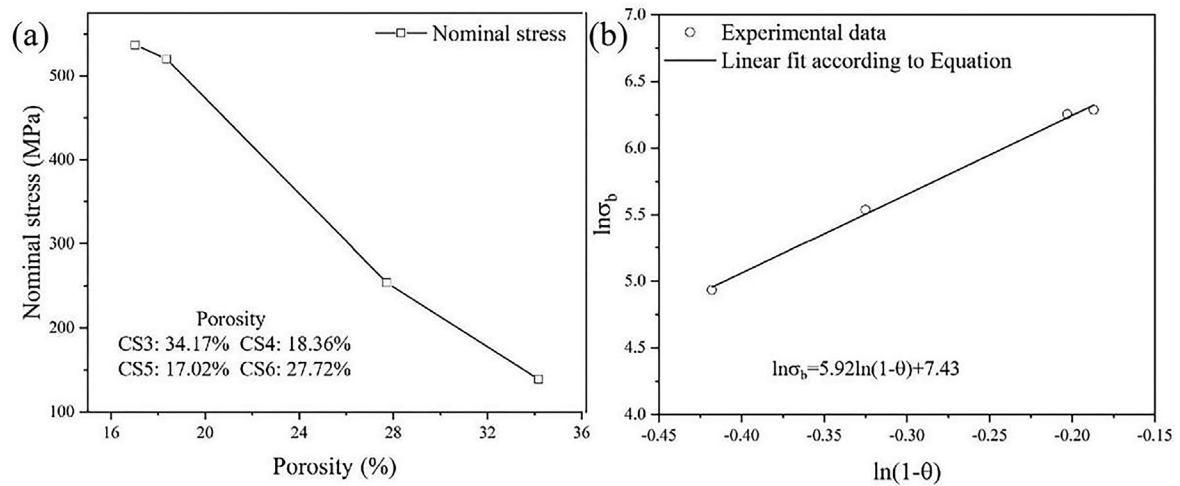 (a)
Nominal stress
Nominal stress (MPa)
500
400
300
200
100
Porosity
CS3: 34.17% CS4: 18.36%
CS5: 17.02% CS6: 27.72%
16 20 24 28 32 36
Porosity (%)
(b)
Experimental data
Linear fit according to Equation
lnσb
7.0
6.5
6.0
5.5
5.0
4.5
4.0
lnσb=5.92ln(1-θ)+7.43
-0.45 -0.40 -0.35 -0.30 -0.25 -0.20 -0.15
ln(1-θ)